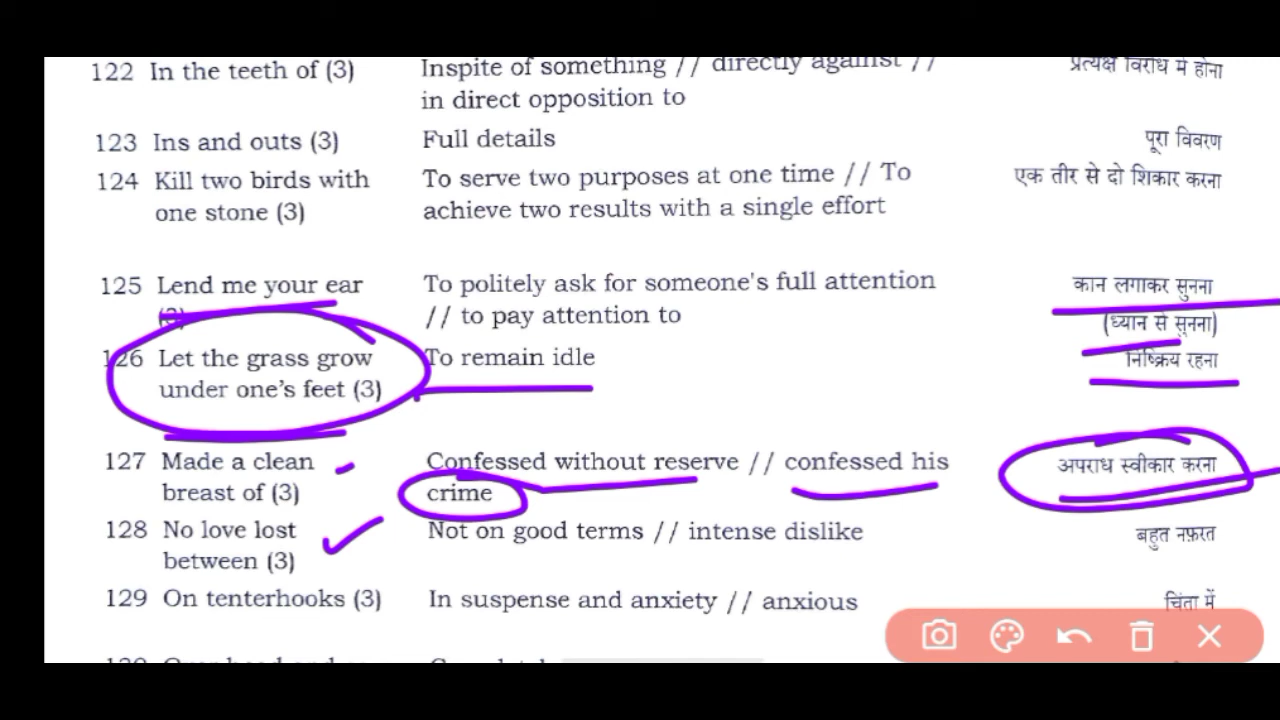 122 In the teeth of (3) Inspite of something // directly against // प्रत्यक्ष विरोध में होना
in direct opposition to
123 Ins and outs (3) Full details पूरा विवरण
124 Kill two birds with To serve two purposes at one time // To एक तीर से दो शिकार करना
one stone (3) achieve two results with a single effort
125 Lend me your ear To politely ask for someone's full attention कान लगाकर सुनना
(3) // to pay attention to (ध्यान से सुनना)
126 Let the grass grow To remain idle निष्क्रिय रहना
under one's feet (3)
127 Made a clean Confessed without reserve // confessed his अपराध स्वीकार करना
breast of (3) crime
128 No love lost Not on good terms // intense dislike बहुत नफ़रत
between (3)
129 On tenterhooks (3) In suspense and anxiety // anxious चिंता में